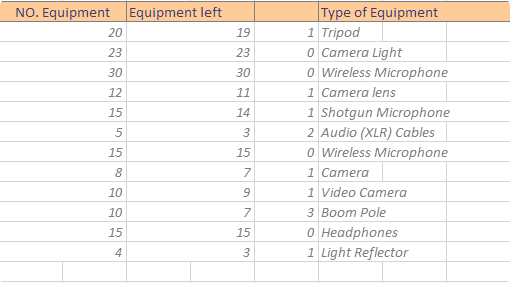 NO. Equipment Equipment left Type of Equipment
20 19 1 Tripod
23 23 0 Camera Light
30 30 0 Wireless Microphone
12 11 1 Camera lens
15 14 1 Shotgun Microphone
5 3 2 Audio (XLR) Cables
15 15 0 Wireless Microphone
8 7 1 Camera
10 9 1 Video Camera
10 7 3 Boom Pole
15 15 0 Headphones
4 3 1 Light Reflector